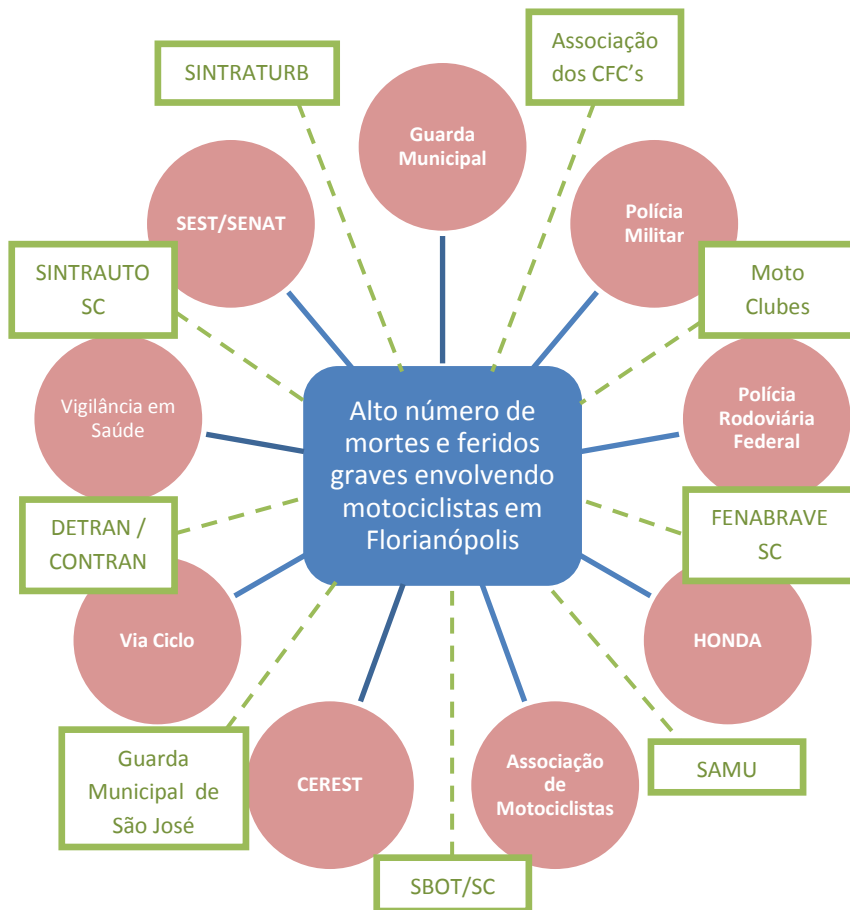 SINTRATURB
Associação
dos CFC's
Guarda
Municipal
SEST/SENAT
Polícia
Militar
SINTRAUTO
SC
Moto
Clubes
Vigilância em
Saúde
Polícia
Rodoviária
Federal
Alto número de
mortes e feridos
graves envolvendo
motociclistas em
Florianópolis
DETRAN /
CONTRAN
FENABRAVE
SC
Via Ciclo
HONDA
Guarda
Municipal de
São José
CEREST
Associação
de
Motociclistas
SAMU
SBOT/SC